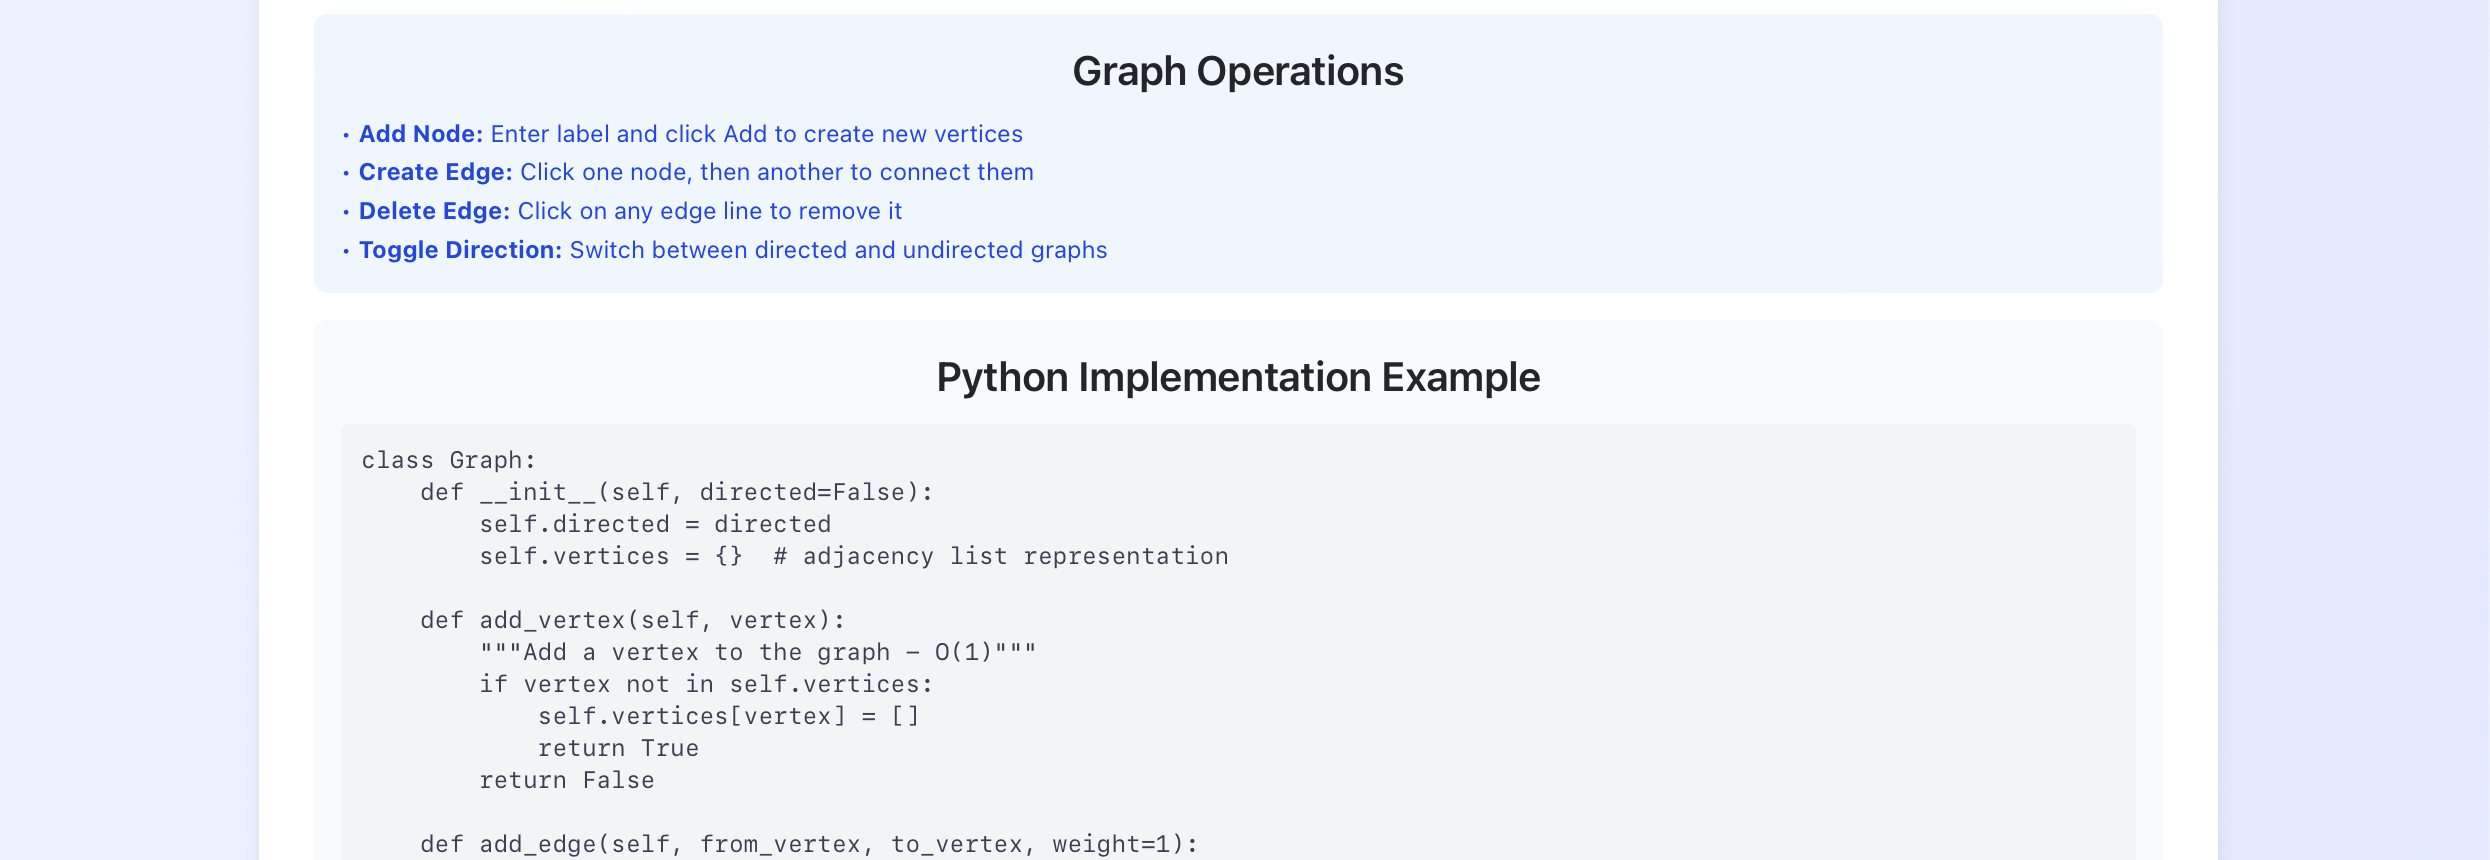 Graph Operations
• Add Node: Enter label and click Add to create new vertices
• Create Edge: Click one node, then another to connect them
• Delete Edge: Click on any edge line to remove it
• Toggle Direction: Switch between directed and undirected graphs
Python Implementation Example
class Graph:
    def __init__(self, directed=False):
        self.directed = directed
        self.vertices = {}  # adjacency list representation

    def add_vertex(self, vertex):
        """Add a vertex to the graph – O(1)"""
        if vertex not in self.vertices:
            self.vertices[vertex] = []
            return True
        return False

    def add_edge(self, from_vertex, to_vertex, weight=1):